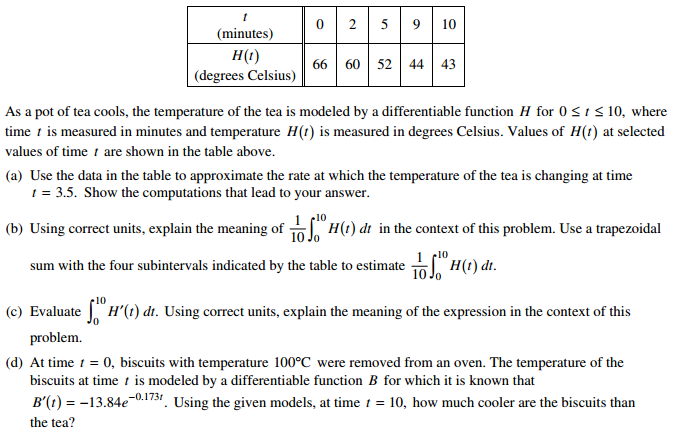 t
(minutes) 0 2 5 9 10
H(t)
(degrees Celsius) 66 60 52 44 43
As a pot of tea cools, the temperature of the tea is modeled by a differentiable function H for 0 ≤ t ≤ 10, where
time t is measured in minutes and temperature H(t) is measured in degrees Celsius. Values of H(t) at selected
values of time t are shown in the table above.
(a) Use the data in the table to approximate the rate at which the temperature of the tea is changing at time
t = 3.5. Show the computations that lead to your answer.
(b) Using correct units, explain the meaning of 1/10 ∫₀¹⁰ H(t) dt in the context of this problem. Use a trapezoidal
sum with the four subintervals indicated by the table to estimate 1/10 ∫₀¹⁰ H(t) dt.
(c) Evaluate ∫₀¹⁰ H′(t) dt. Using correct units, explain the meaning of the expression in the context of this
problem.
(d) At time t = 0, biscuits with temperature 100°C were removed from an oven. The temperature of the
biscuits at time t is modeled by a differentiable function B for which it is known that
B′(t) = −13.84e^−0.173t. Using the given models, at time t = 10, how much cooler are the biscuits than
the tea?